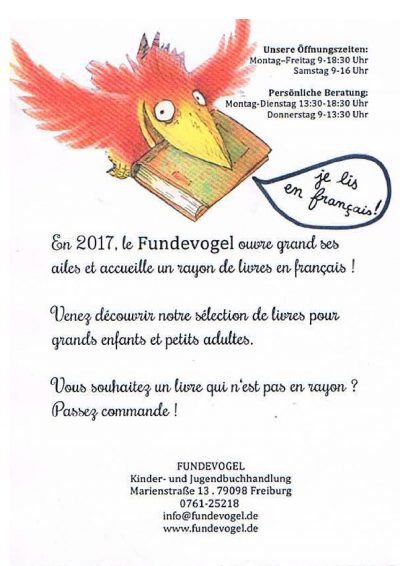 Unsere Öffnungszeiten:
Montag–Freitag 9-18:30 Uhr
Samstag 9-16 Uhr
Persönliche Beratung:
Montag-Dienstag 13:30-18:30 Uhr
Donnerstag 9-13:30 Uhr
je lis
en français!
En 2017, le Fundevogel ouvre grand ses
ailes et accueille un rayon de livres en français !
Venez découvrir notre sélection de livres pour
grands enfants et petits adultes.
Vous souhaitez un livre qui n'est pas en rayon ?
Passez commande !
FUNDEVOGEL
Kinder- und Jugendbuchhandlung
Marienstraße 13 . 79098 Freiburg
0761-25218
info@fundevogel.de
www.fundevogel.de